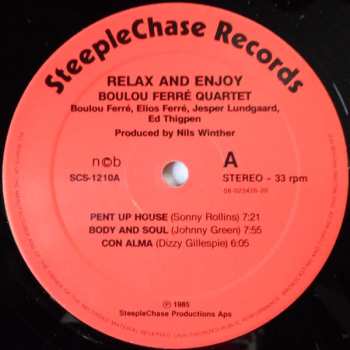 SteepleChase Records
RELAX AND ENJOY
BOULOU FERRÉ QUARTET
Boulou Ferré, Elios Ferré, Jesper Lundgaard,
Ed Thigpen
Produced by Nils Winther
n©b
A
SCS-1210A
STEREO - 33 rpm
PENT UP HOUSE (Sonny Rollins) 7:21
BODY AND SOUL (Johnny Green) 7:55
CON ALMA (Dizzy Gillespie) 6:05
℗ 1985
SteepleChase Productions Aps